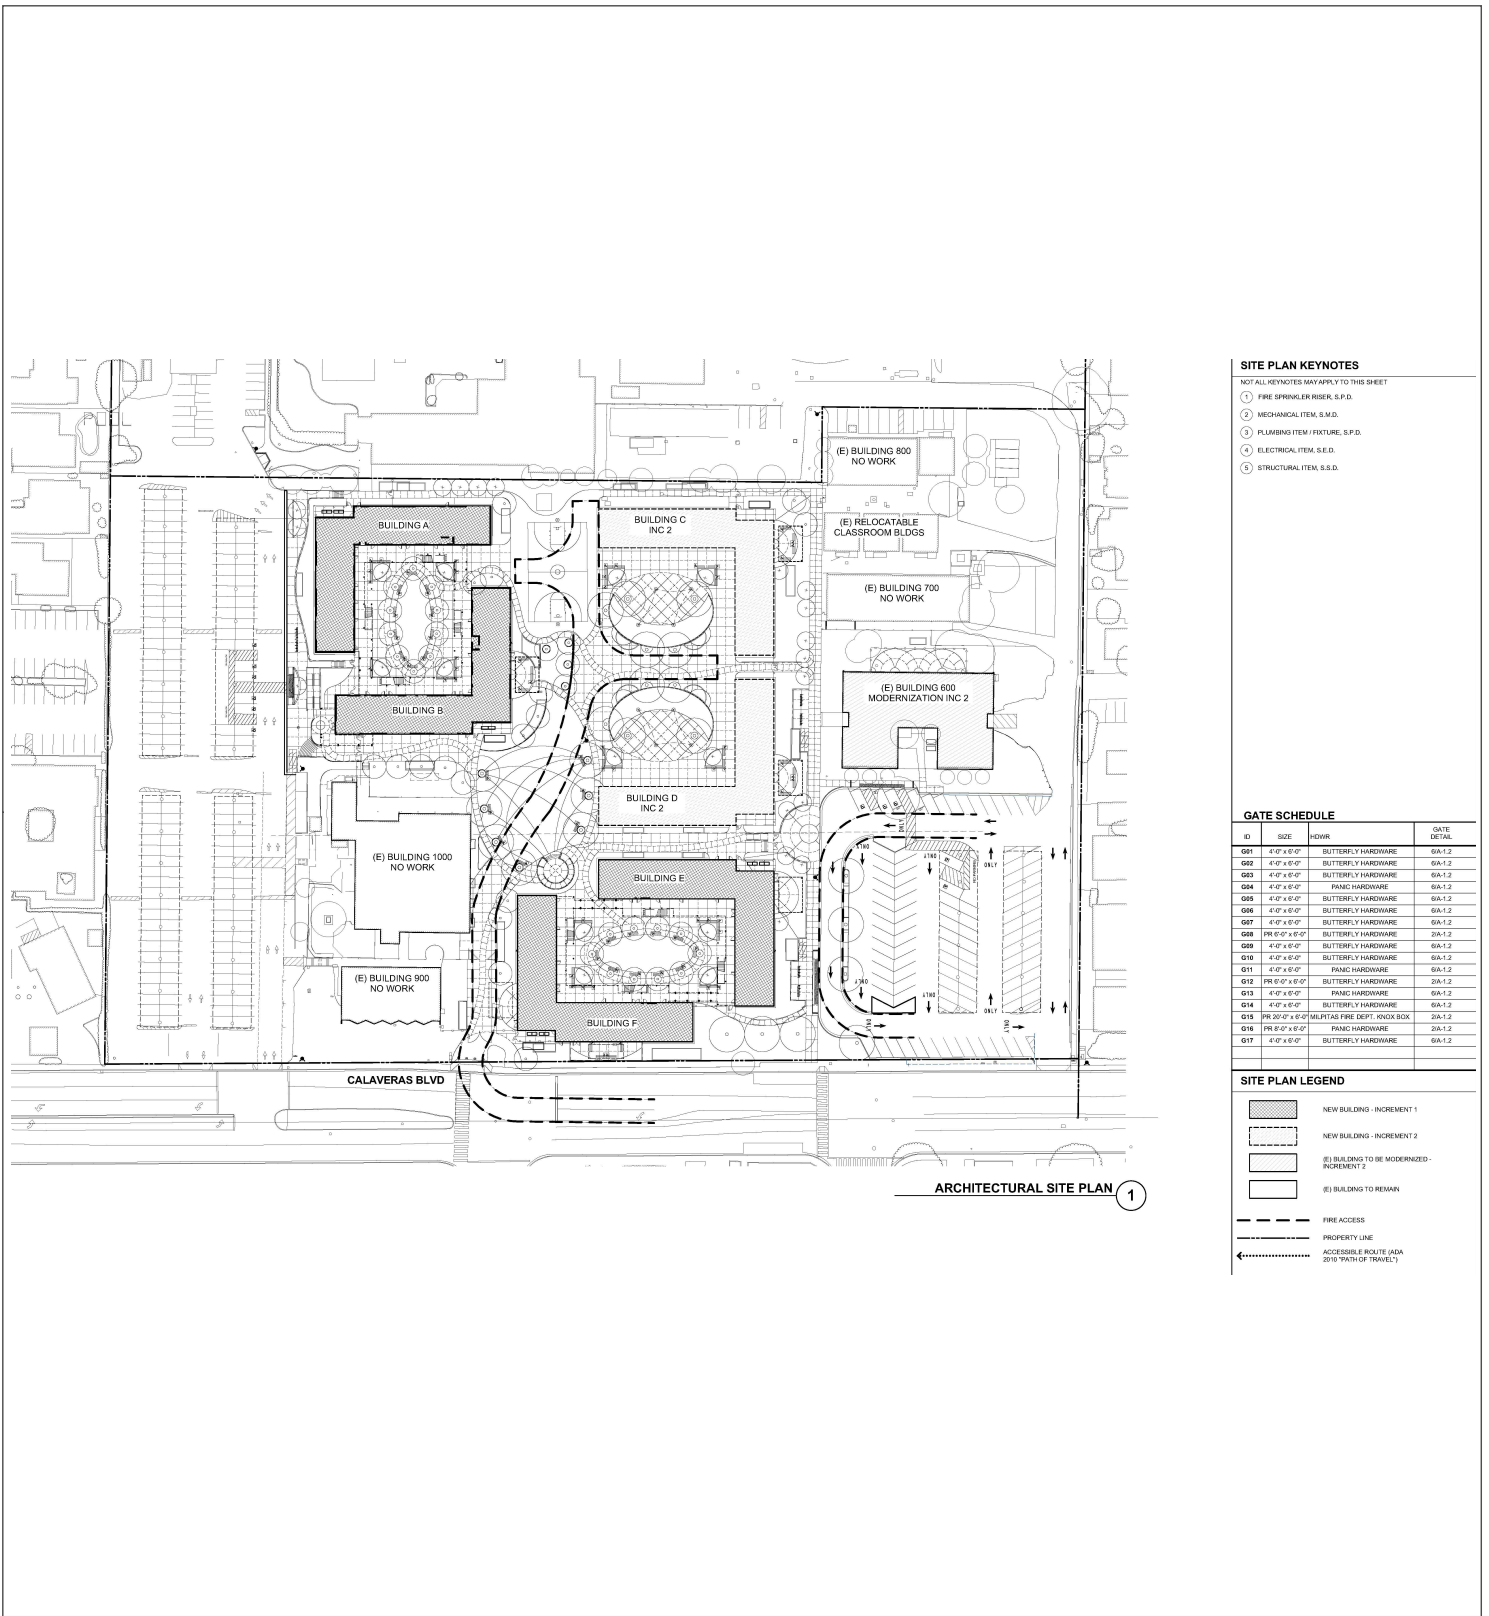 SITE PLAN KEYNOTES
NOT ALL KEYNOTES MAY APPLY TO THIS SHEET
1 FIRE SPRINKLER RISER, S.P.D.
2 MECHANICAL ITEM, S.M.D.
3 PLUMBING ITEM / FIXTURE, S.P.D.
4 ELECTRICAL ITEM, S.E.D.
5 STRUCTURAL ITEM, S.S.D.
(E) BUILDING 800
NO WORK
BUILDING A
BUILDING C
INC 2
(E) RELOCATABLE
CLASSROOM BLDGS
(E) BUILDING 700
NO WORK
(E) BUILDING 600
MODERNIZATION INC 2
BUILDING B
BUILDING D
INC 2
(E) BUILDING 1000
NO WORK
BUILDING E
(E) BUILDING 900
NO WORK
BUILDING F
ONLY
ONLY
ONLY
ONLY
ONLY
ONLY
ONLY
ONLY
ONLY
CALAVERAS BLVD
ARCHITECTURAL SITE PLAN 1
GATE SCHEDULE
ID SIZE HDWR GATE DETAIL
G01 4'-0" x 6'-0" BUTTERFLY HARDWARE 6/A-1.2
G02 4'-0" x 6'-0" BUTTERFLY HARDWARE 6/A-1.2
G03 4'-0" x 6'-0" BUTTERFLY HARDWARE 6/A-1.2
G04 4'-0" x 6'-0" PANIC HARDWARE 6/A-1.2
G05 4'-0" x 6'-0" BUTTERFLY HARDWARE 6/A-1.2
G06 4'-0" x 6'-0" BUTTERFLY HARDWARE 6/A-1.2
G07 4'-0" x 6'-0" BUTTERFLY HARDWARE 6/A-1.2
G08 PR 6'-0" x 6'-0" BUTTERFLY HARDWARE 2/A-1.2
G09 4'-0" x 6'-0" BUTTERFLY HARDWARE 6/A-1.2
G10 4'-0" x 6'-0" BUTTERFLY HARDWARE 6/A-1.2
G11 4'-0" x 6'-0" PANIC HARDWARE 6/A-1.2
G12 PR 6'-0" x 6'-0" BUTTERFLY HARDWARE 2/A-1.2
G13 4'-0" x 6'-0" PANIC HARDWARE 6/A-1.2
G14 4'-0" x 6'-0" BUTTERFLY HARDWARE 6/A-1.2
G15 PR 20'-0" x 6'-0" MILPITAS FIRE DEPT. KNOX BOX 2/A-1.2
G16 PR 8'-0" x 6'-0" PANIC HARDWARE 2/A-1.2
G17 4'-0" x 6'-0" BUTTERFLY HARDWARE 6/A-1.2
SITE PLAN LEGEND
NEW BUILDING - INCREMENT 1
NEW BUILDING - INCREMENT 2
(E) BUILDING TO BE MODERNIZED -
INCREMENT 2
(E) BUILDING TO REMAIN
FIRE ACCESS
PROPERTY LINE
ACCESSIBLE ROUTE (ADA
2010 "PATH OF TRAVEL")